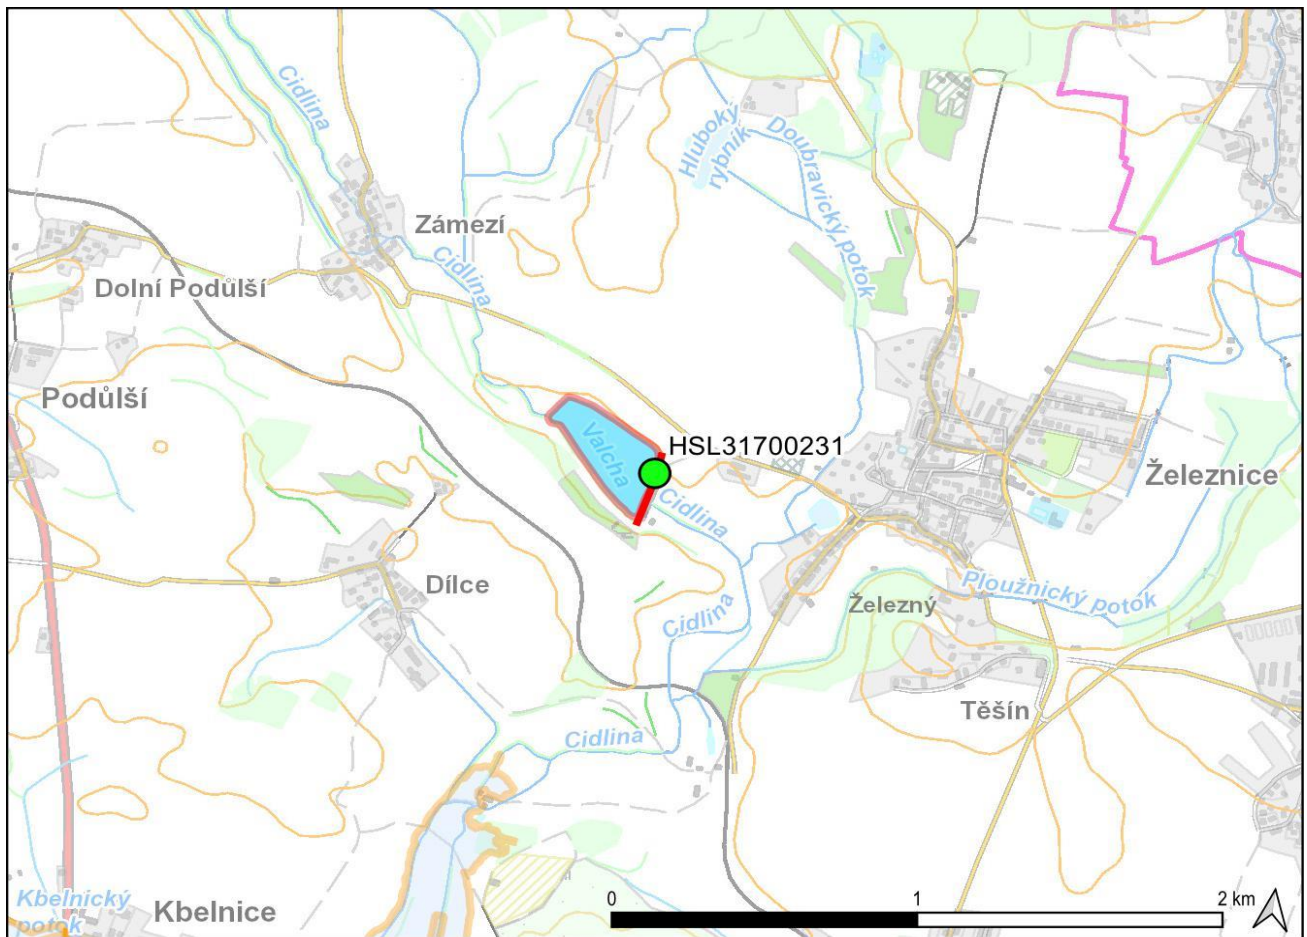 Cidlina
Hluboký
rybník
Doubravický potok
Zámezí
Cidlina
Dolní Podůlší
Podůlší
Valcha
HSL31700231
Železnice
Cidlina
Dílce
Cidlina
Železný
Ploužnický potok
Těšín
Cidlina
Kbelnický
potok
Kbelnice
0 1 2 km